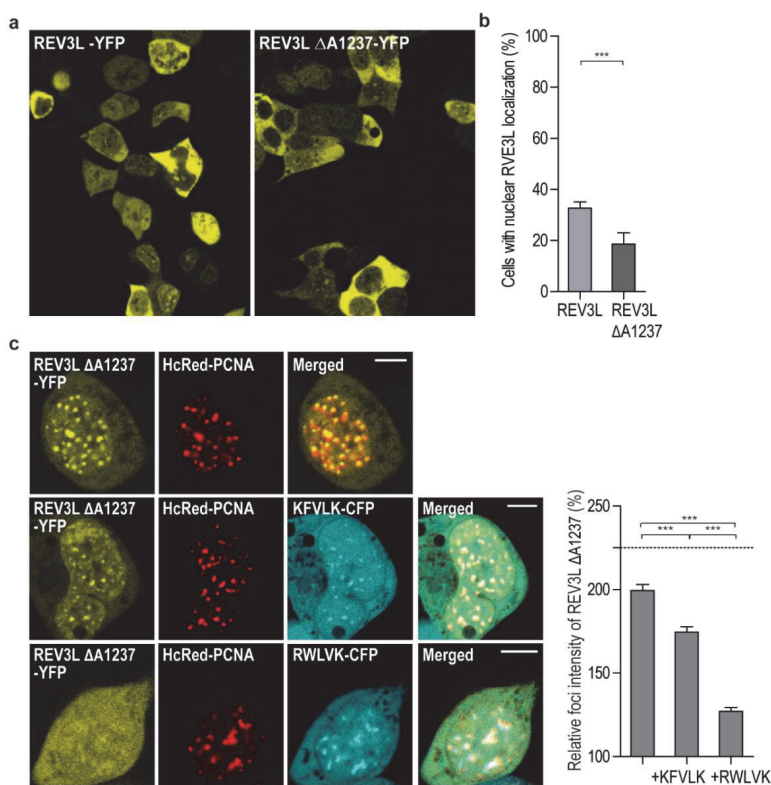 a
REV3L -YFP
REV3L ΔA1237-YFP
b
Cells with nuclear RVE3L localization (%)
100
80
60
40
20
0
***
REV3L
REV3L
ΔA1237
c
REV3L ΔA1237
-YFP
HcRed-PCNA
Merged
REV3L ΔA1237
-YFP
HcRed-PCNA
KFVLK-CFP
Merged
REV3L ΔA1237
-YFP
HcRed-PCNA
RWLVK-CFP
Merged
Relative foci intensity of REV3L ΔA1237 (%)
250
200
150
100
***
*** ***
+KFVLK +RWLVK